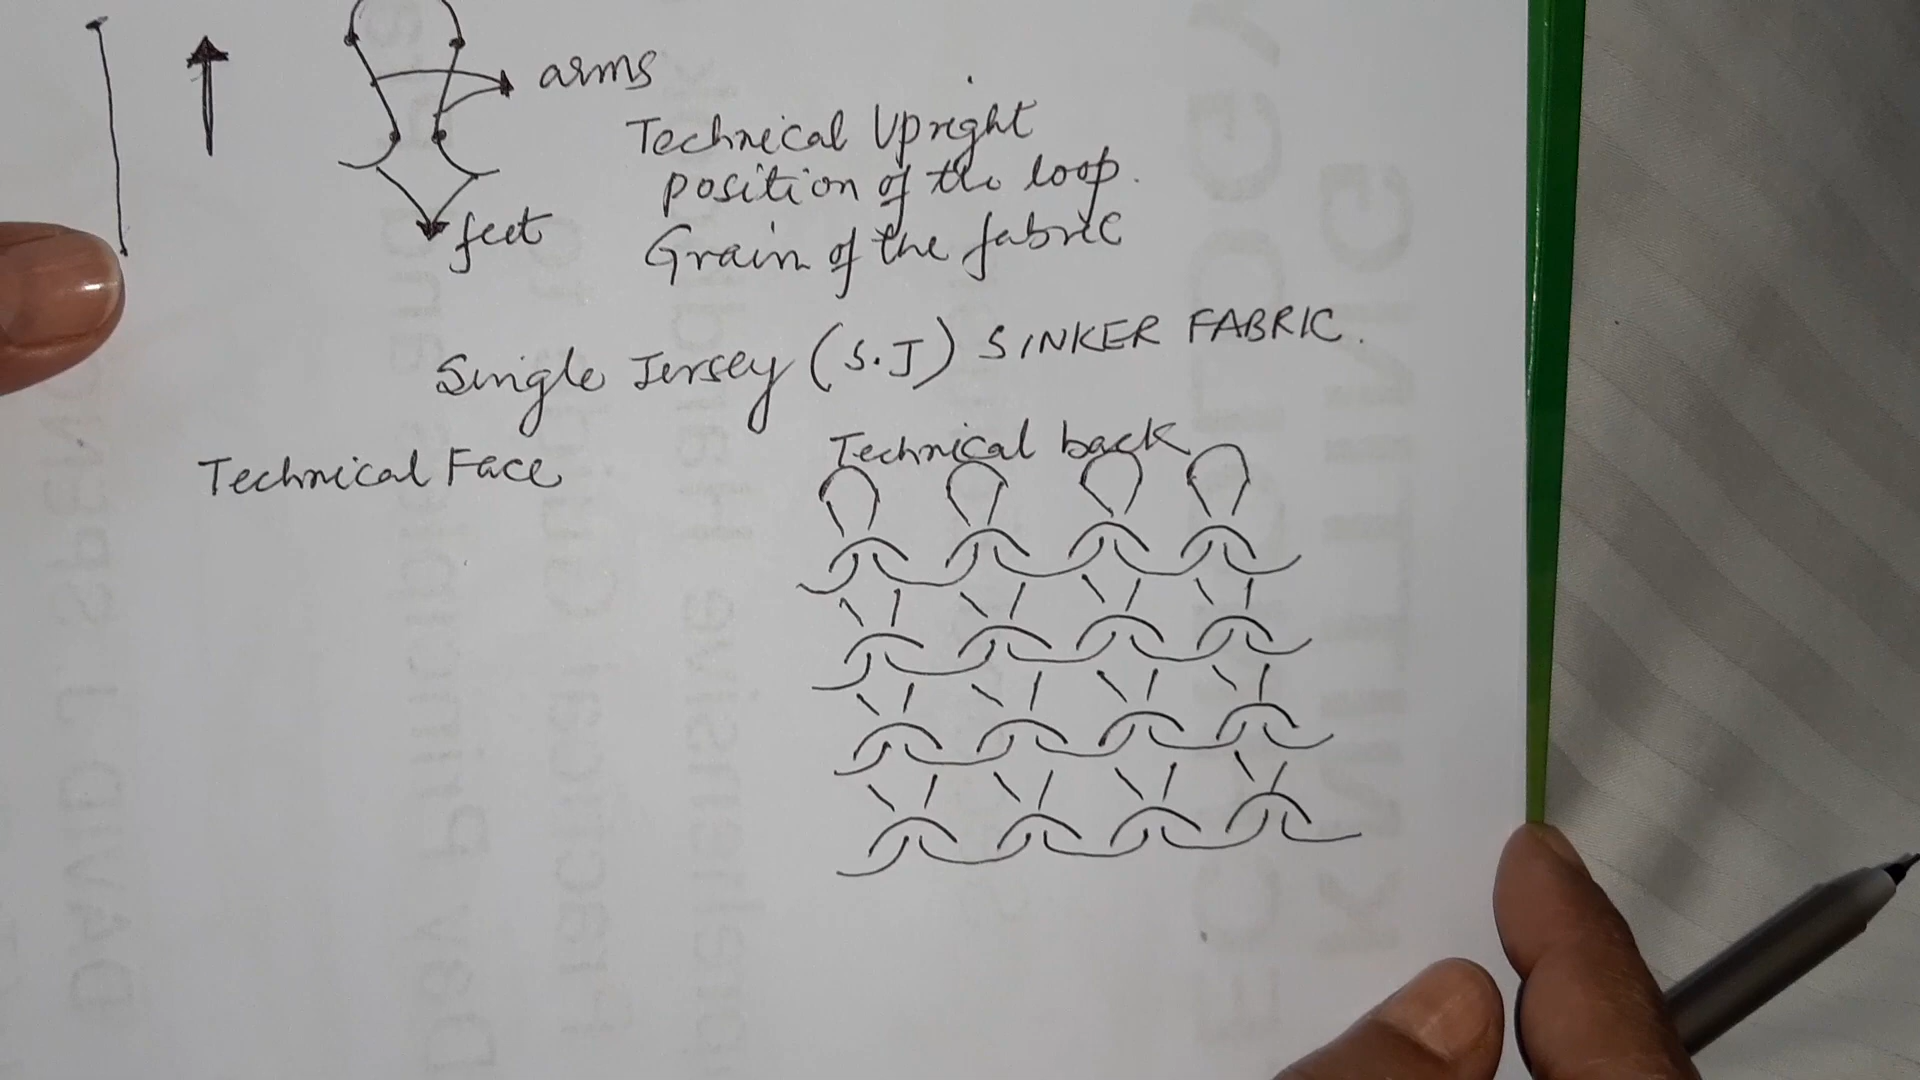 arms
Technical Upright
position of the loop.
feet
Grain of the fabric
Single Jersey (S.J) SINKER FABRIC.
Technical Face
Technical back